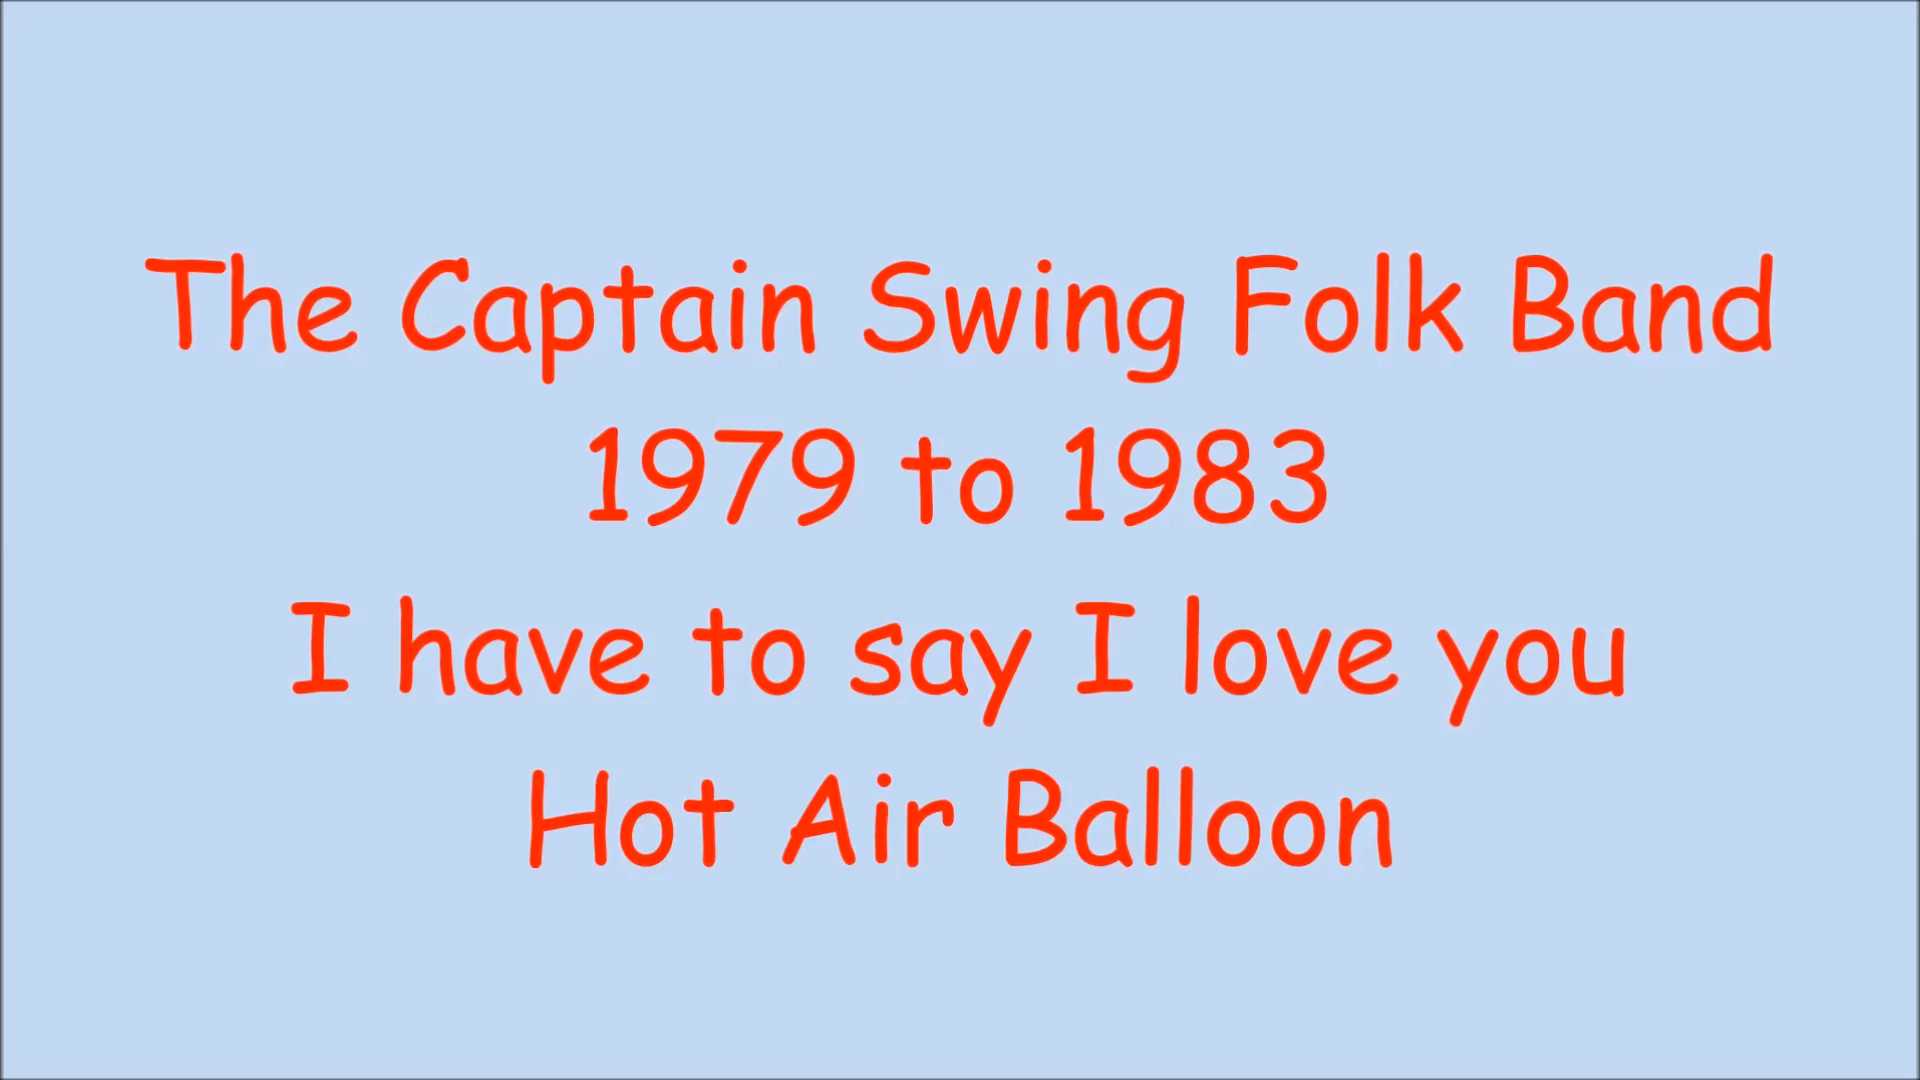 The Captain Swing Folk Band
1979 to 1983
I have to say I love you
Hot Air Balloon